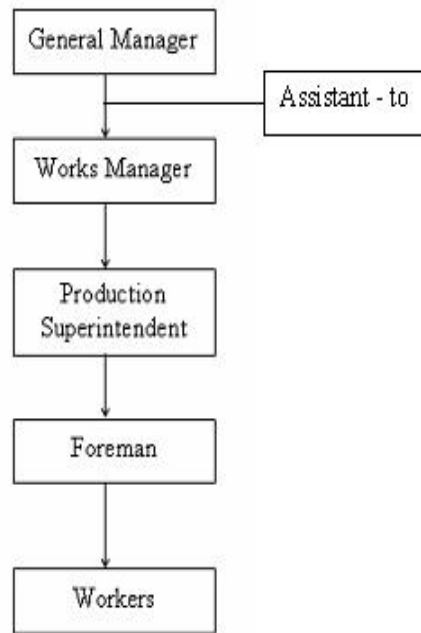 General Manager
Assistant - to
Works Manager
Production
Superintendent
Foreman
Workers